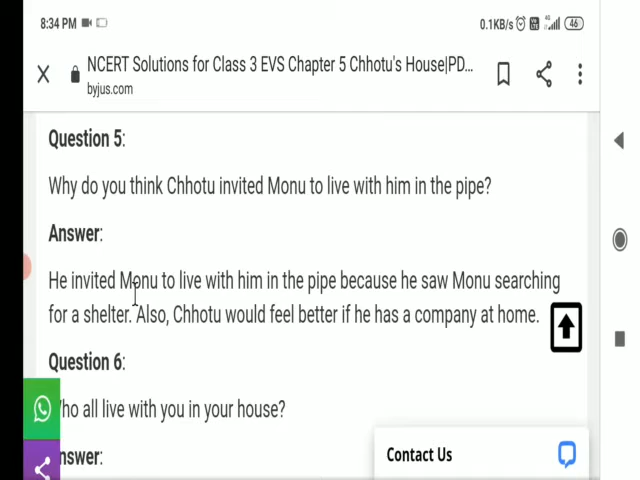 8:34 PM
0.1KB/s
46
NCERT Solutions for Class 3 EVS Chapter 5 Chhotu's House|PD...
byjus.com
Question 5:
Why do you think Chhotu invited Monu to live with him in the pipe?
Answer:
He invited Monu to live with him in the pipe because he saw Monu searching
for a shelter. Also, Chhotu would feel better if he has a company at home.
Question 6:
Who all live with you in your house?
Answer:
Contact Us